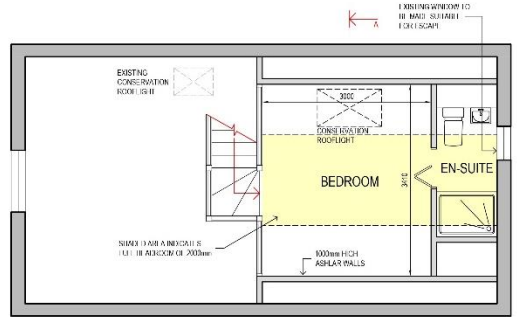 EXISTING WINDOW TO
BE MADE SUITABLE
FOR ESCAPE
A
EXISTING
CONSERVATION
ROOFLIGHT
3000
CONSERVATION
ROOFLIGHT
EN-SUITE
BEDROOM
3410
SHADED AREA INDICATES
FULL HEADROOM OF 2000mm
1000mm HIGH
ASHLAR WALLS